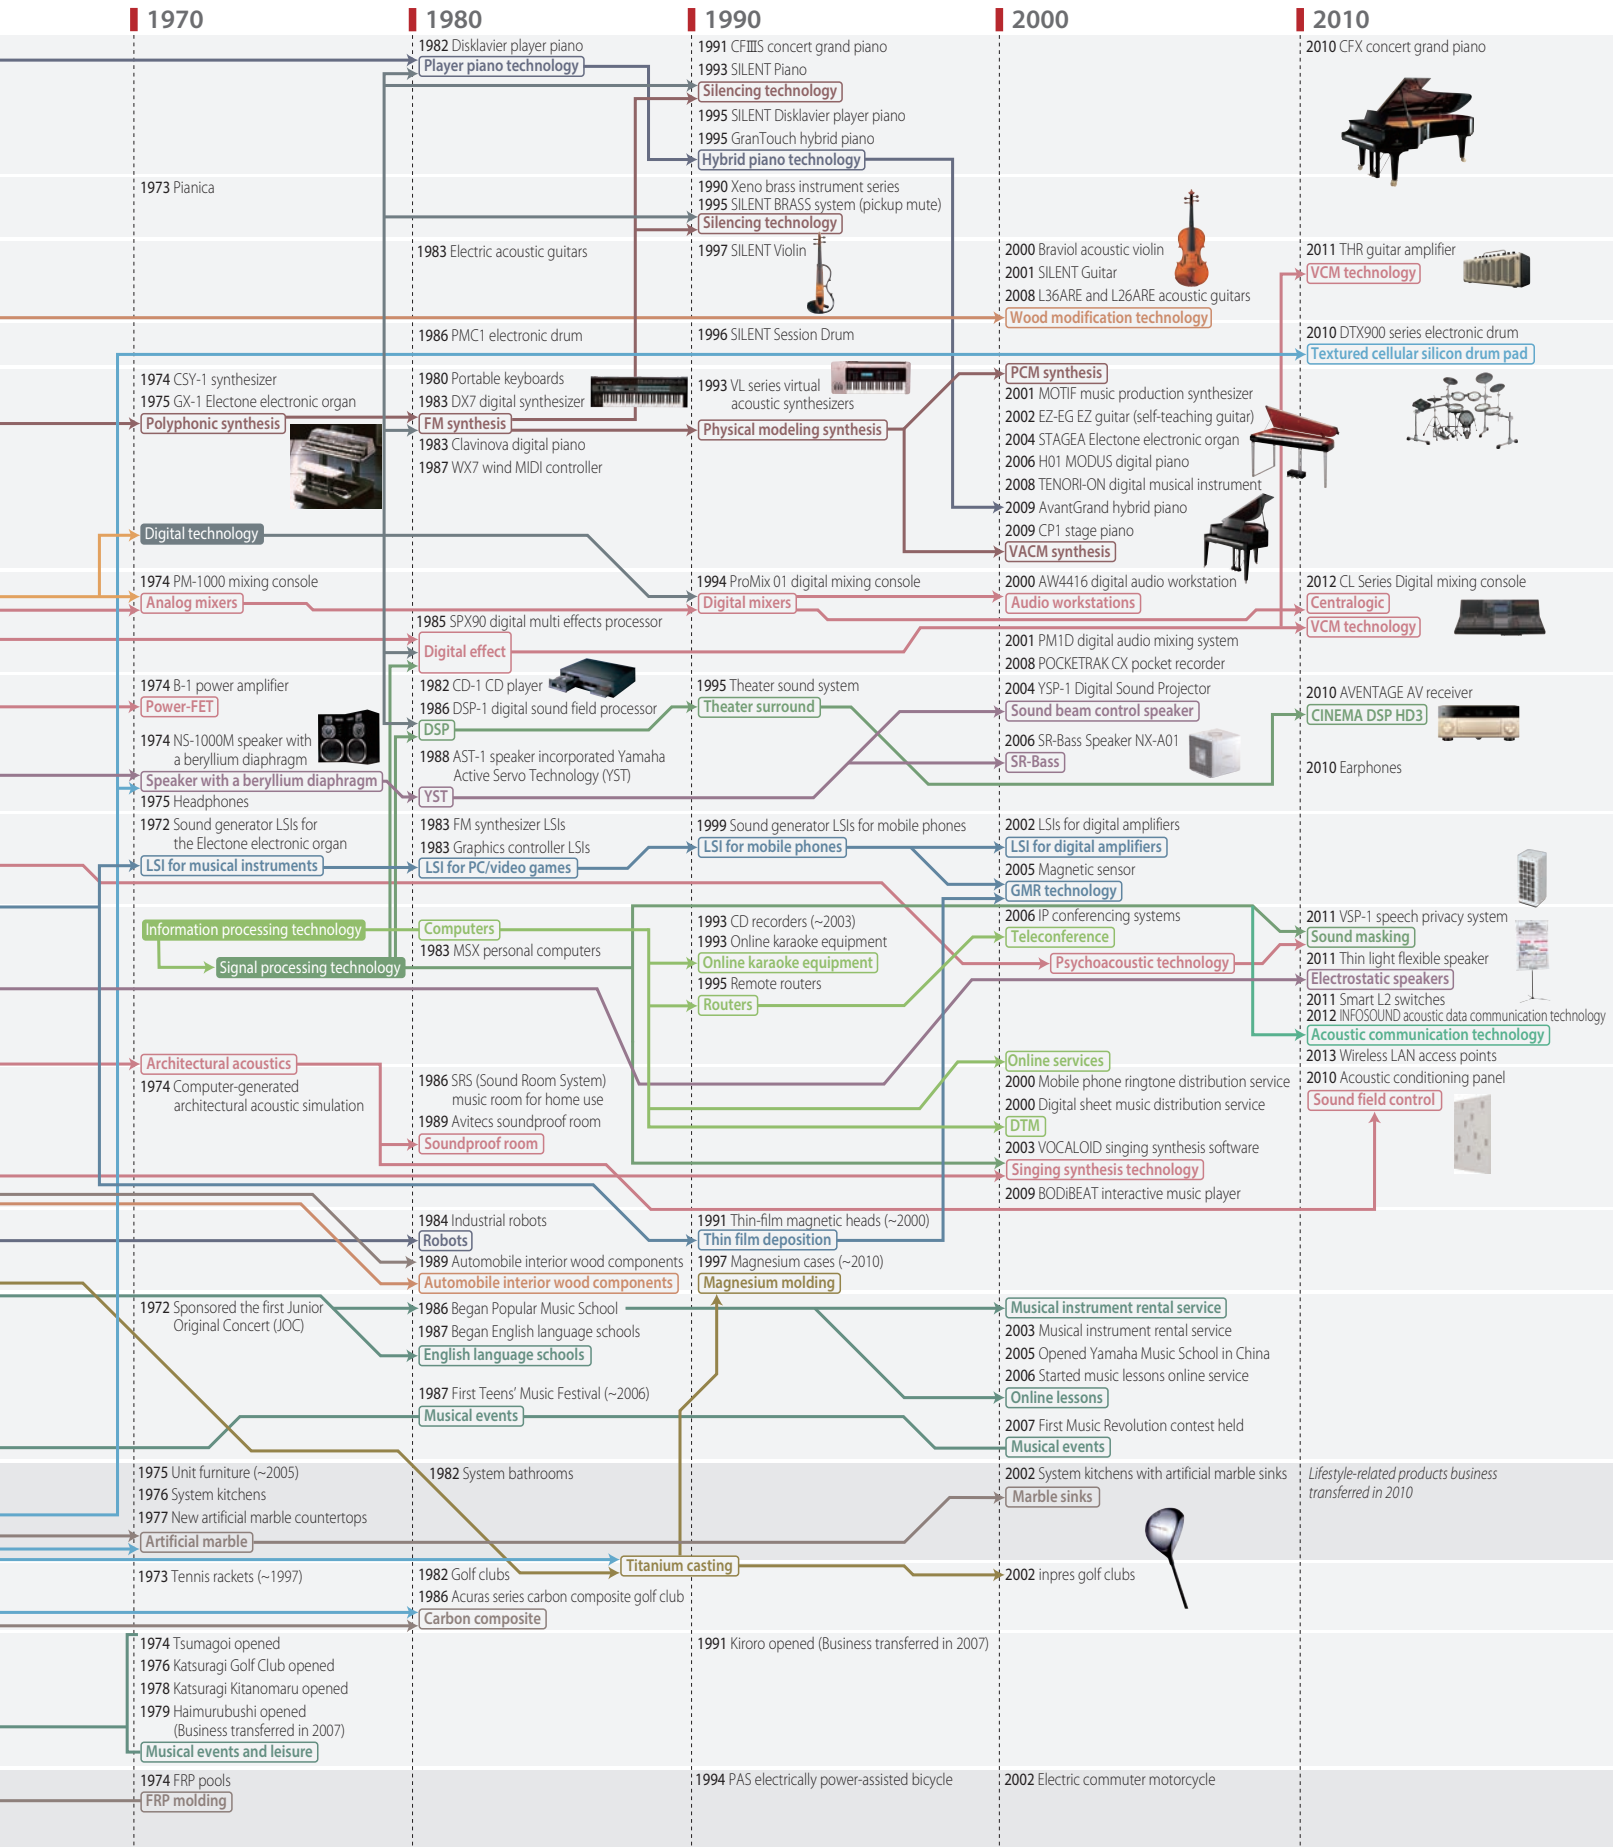 1970
1980
1990
2000
2010
1982 Disklavier player piano
Player piano technology
1991 CFIIIS concert grand piano
1993 SILENT Piano
Silencing technology
1995 SILENT Disklavier player piano
1995 GranTouch hybrid piano
Hybrid piano technology
2010 CFX concert grand piano
1973 Pianica
1990 Xeno brass instrument series
1995 SILENT BRASS system (pickup mute)
Silencing technology
1983 Electric acoustic guitars
1997 SILENT Violin
2000 Braviol acoustic violin
2001 SILENT Guitar
2008 L36ARE and L26ARE acoustic guitars
Wood modification technology
2011 THR guitar amplifier
VCM technology
1986 PMC1 electronic drum
1996 SILENT Session Drum
2010 DTX900 series electronic drum
Textured cellular silicon drum pad
1974 CSY-1 synthesizer
1975 GX-1 Electone electronic organ
Polyphonic synthesis
1980 Portable keyboards
1983 DX7 digital synthesizer
FM synthesis
1983 Clavinova digital piano
1987 WX7 wind MIDI controller
1993 VL series virtual
acoustic synthesizers
Physical modeling synthesis
PCM synthesis
2001 MOTIF music production synthesizer
2002 EZ-EG EZ guitar (self-teaching guitar)
2004 STAGEA Electone electronic organ
2006 H01 MODUS digital piano
2008 TENORI-ON digital musical instrument
2009 AvantGrand hybrid piano
2009 CP1 stage piano
VACM synthesis
Digital technology
1974 PM-1000 mixing console
Analog mixers
1985 SPX90 digital multi effects processor
Digital effect
1994 ProMix 01 digital mixing console
Digital mixers
2000 AW4416 digital audio workstation
Audio workstations
2001 PM1D digital audio mixing system
2008 POCKETRAK CX pocket recorder
2012 CL Series Digital mixing console
Centralogic
VCM technology
1974 B-1 power amplifier
Power-FET
1974 NS-1000M speaker with
a beryllium diaphragm
Speaker with a beryllium diaphragm
1975 Headphones
1982 CD-1 CD player
1986 DSP-1 digital sound field processor
DSP
1988 AST-1 speaker incorporated Yamaha
Active Servo Technology (YST)
YST
1995 Theater sound system
Theater surround
2004 YSP-1 Digital Sound Projector
Sound beam control speaker
2006 SR-Bass Speaker NX-A01
SR-Bass
2010 AVENTAGE AV receiver
CINEMA DSP HD3
2010 Earphones
1972 Sound generator LSIs for
the Electone electronic organ
LSI for musical instruments
1983 FM synthesizer LSIs
1983 Graphics controller LSIs
LSI for PC/video games
1999 Sound generator LSIs for mobile phones
LSI for mobile phones
2002 LSIs for digital amplifiers
LSI for digital amplifiers
2005 Magnetic sensor
GMR technology
Information processing technology
Signal processing technology
Computers
1983 MSX personal computers
1993 CD recorders (~2003)
1993 Online karaoke equipment
Online karaoke equipment
1995 Remote routers
Routers
2006 IP conferencing systems
Teleconference
Psychoacoustic technology
2011 VSP-1 speech privacy system
Sound masking
2011 Thin light flexible speaker
Electrostatic speakers
2011 Smart L2 switches
2012 INFOSOUND acoustic data communication technology
Acoustic communication technology
2013 Wireless LAN access points
Architectural acoustics
1974 Computer-generated
architectural acoustic simulation
1986 SRS (Sound Room System)
music room for home use
1989 Avitecs soundproof room
Soundproof room
Online services
2000 Mobile phone ringtone distribution service
2000 Digital sheet music distribution service
DTM
2003 VOCALOID singing synthesis software
Singing synthesis technology
2009 BODiBEAT interactive music player
2010 Acoustic conditioning panel
Sound field control
1984 Industrial robots
Robots
1989 Automobile interior wood components
Automobile interior wood components
1991 Thin-film magnetic heads (~2000)
Thin film deposition
1997 Magnesium cases (~2010)
Magnesium molding
1972 Sponsored the first Junior
Original Concert (JOC)
1986 Began Popular Music School
1987 Began English language schools
English language schools
1987 First Teens' Music Festival (~2006)
Musical events
Musical instrument rental service
2003 Musical instrument rental service
2005 Opened Yamaha Music School in China
2006 Started music lessons online service
Online lessons
2007 First Music Revolution contest held
Musical events
1975 Unit furniture (~2005)
1976 System kitchens
1977 New artificial marble countertops
Artificial marble
1982 System bathrooms
2002 System kitchens with artificial marble sinks
Marble sinks
Lifestyle-related products business
transferred in 2010
1973 Tennis rackets (~1997)
1982 Golf clubs
1986 Acuras series carbon composite golf club
Carbon composite
Titanium casting
2002 inpres golf clubs
1974 Tsumagoi opened
1976 Katsuragi Golf Club opened
1978 Katsuragi Kitanomaru opened
1979 Haimurubushi opened
(Business transferred in 2007)
Musical events and leisure
1991 Kiroro opened (Business transferred in 2007)
1974 FRP pools
FRP molding
1994 PAS electrically power-assisted bicycle
2002 Electric commuter motorcycle